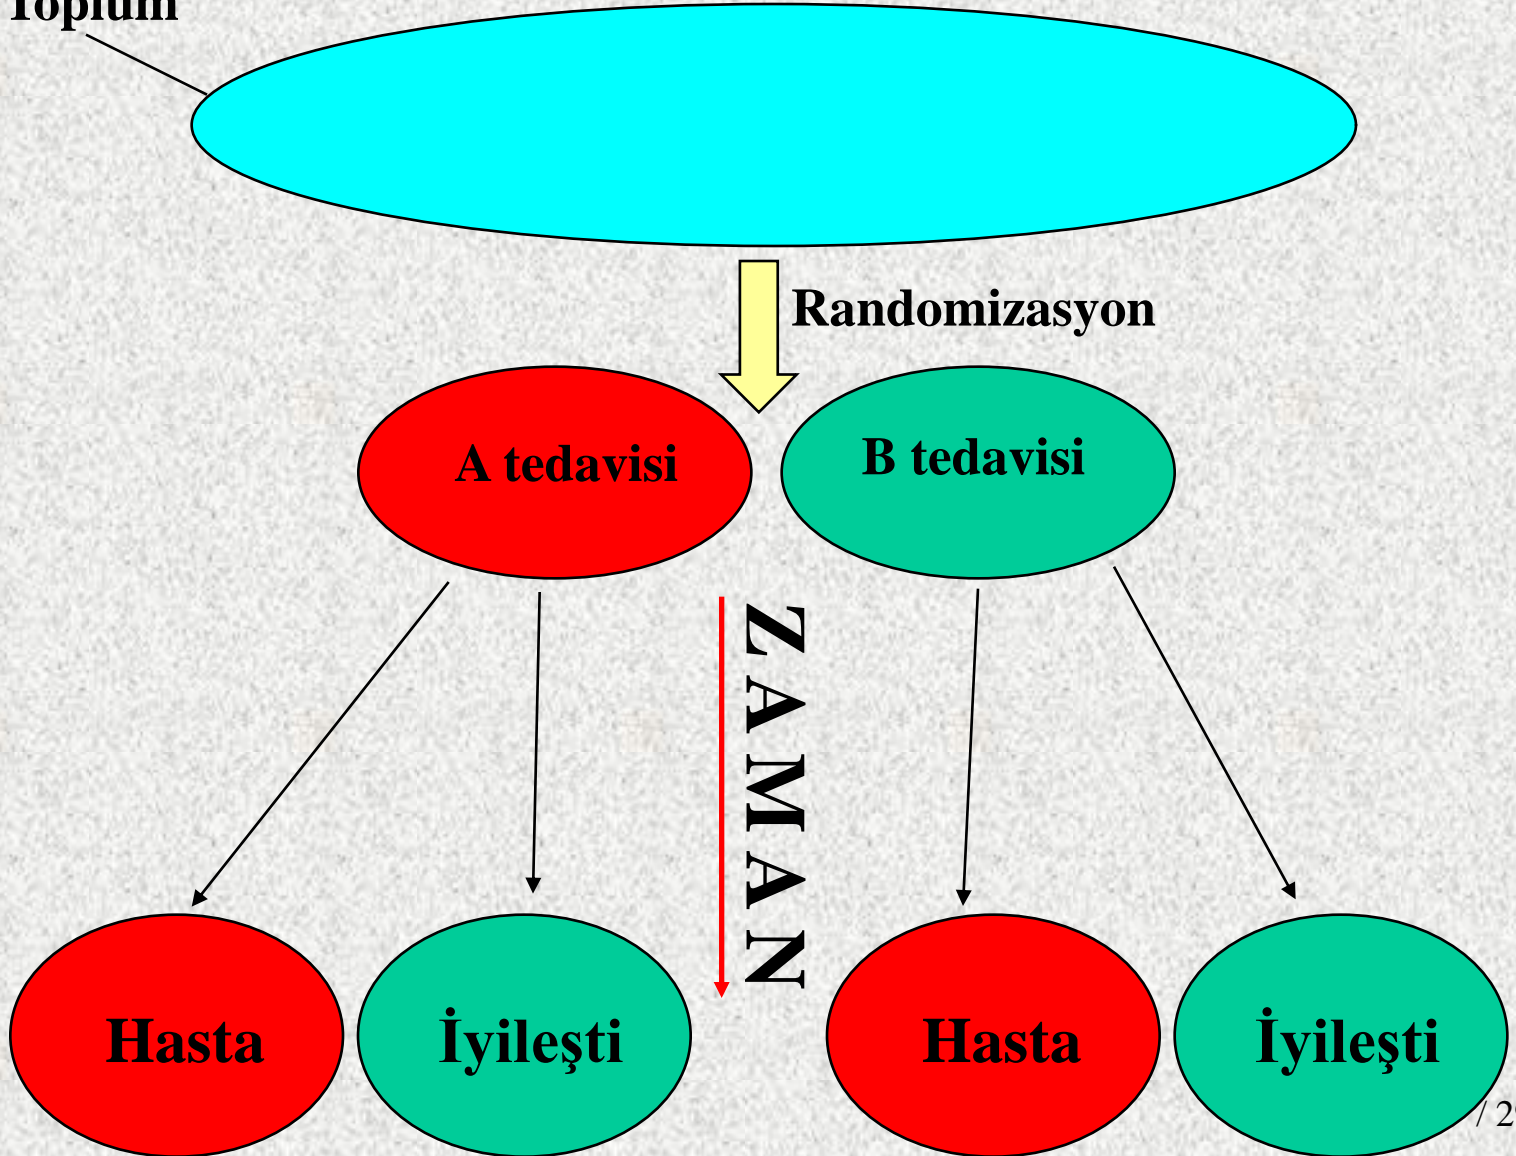 Toplum
Randomizasyon
A tedavisi
B tedavisi
ZAMAN
Hasta
İyileşti
Hasta
İyileşti